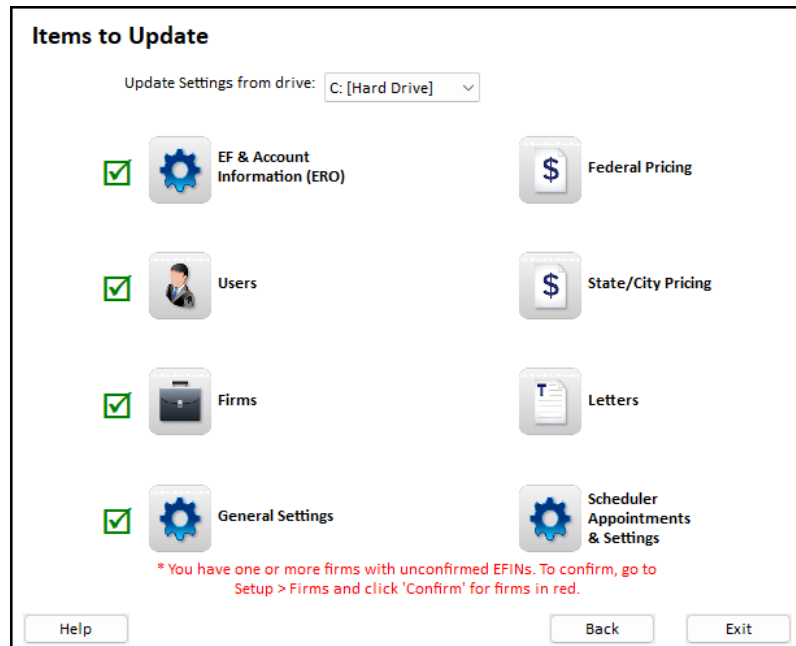 Items to Update
Update Settings from drive: C: [Hard Drive]
EF & Account
Information (ERO)
Federal Pricing
$
Users
State/City Pricing
$
Firms
Letters
T
General Settings
Scheduler
Appointments
& Settings
* You have one or more firms with unconfirmed EFINs. To confirm, go to
Setup > Firms and click 'Confirm' for firms in red.
Help
Back
Exit